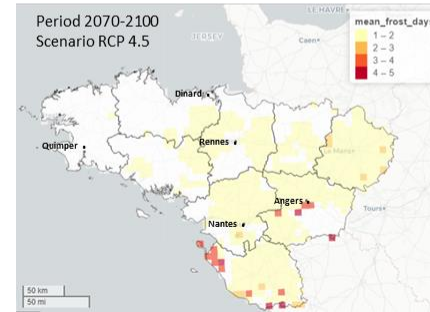 Period 2070-2100
Scenario RCP 4.5
LE HAVRE
mean_frost_day
1 – 2
2 – 3
3 – 4
4 – 5
JERSEY
Caen
Dinard
Quimper
Rennes
Le Mans
Angers
Tours
Nantes
50 km
50 mi